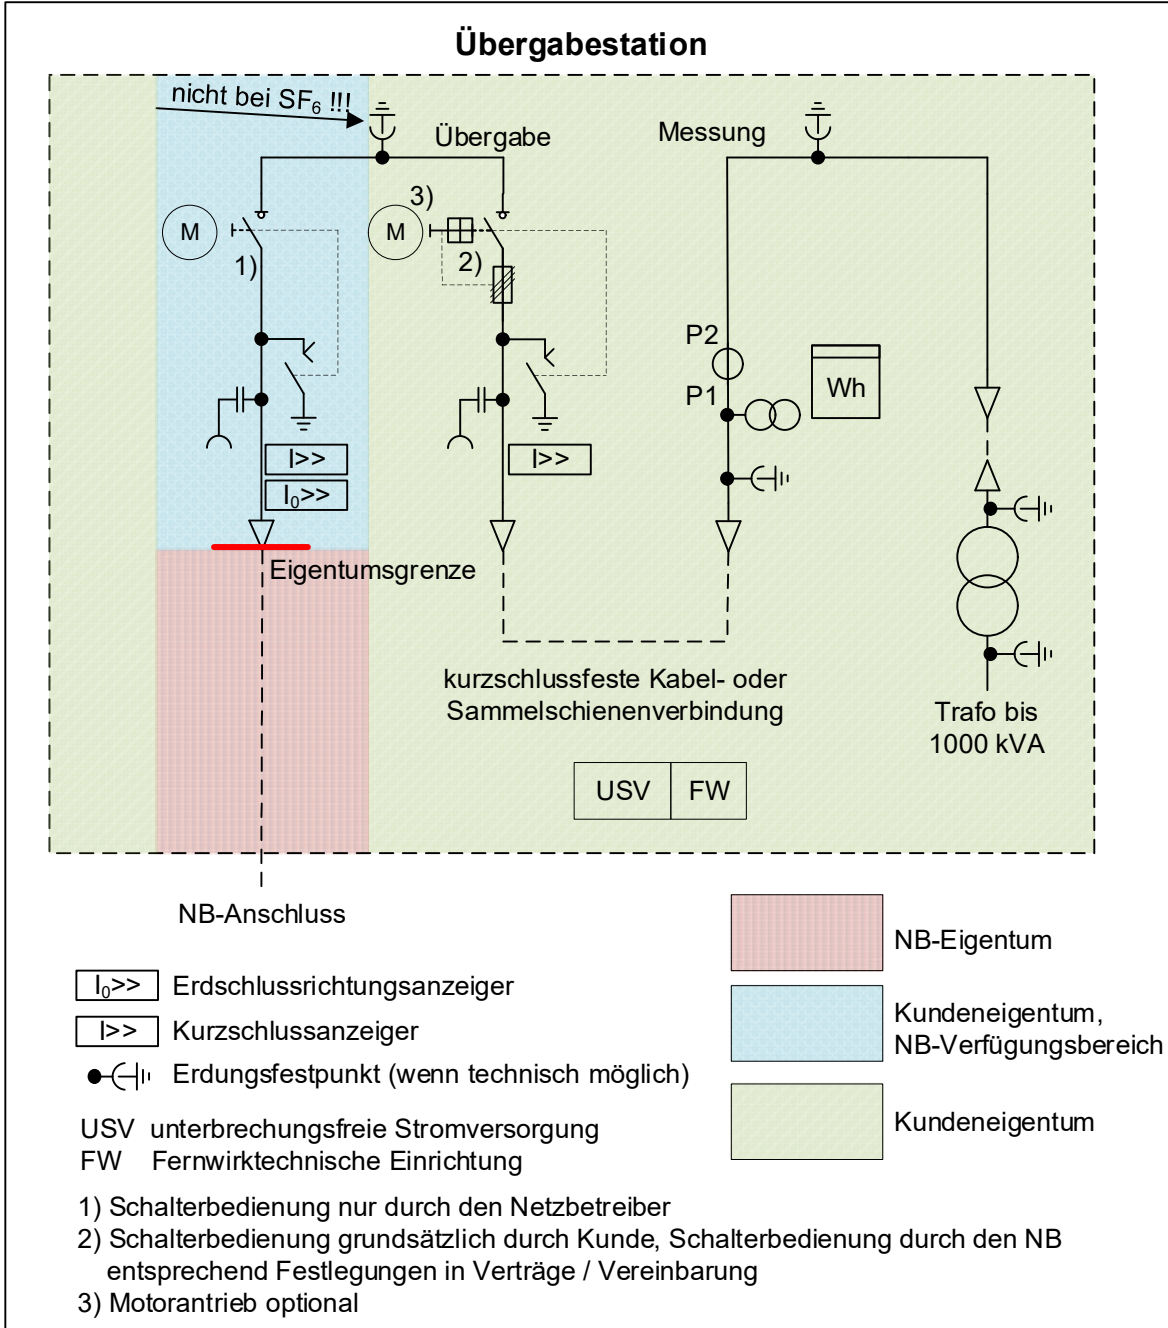 Übergabestation
nicht bei SF₆ !!!
Übergabe
Messung
3)
M
M
1)
2)
P2
P1
Wh
I>>
I>>
I₀>>
Eigentumsgrenze
kurzschlussfeste Kabel- oder
Sammelschienenverbindung
Trafo bis
1000 kVA
USV
FW
NB-Anschluss
NB-Eigentum
I₀>> Erdschlussrichtungsanzeiger
I>> Kurzschlussanzeiger
Erdungsfestpunkt (wenn technisch möglich)
Kundeneigentum,
NB-Verfügungsbereich
Kundeneigentum
USV unterbrechungsfreie Stromversorgung
FW Fernwirktechnische Einrichtung
1) Schalterbedienung nur durch den Netzbetreiber
2) Schalterbedienung grundsätzlich durch Kunde, Schalterbedienung durch den NB
entsprechend Festlegungen in Verträge / Vereinbarung
3) Motorantrieb optional